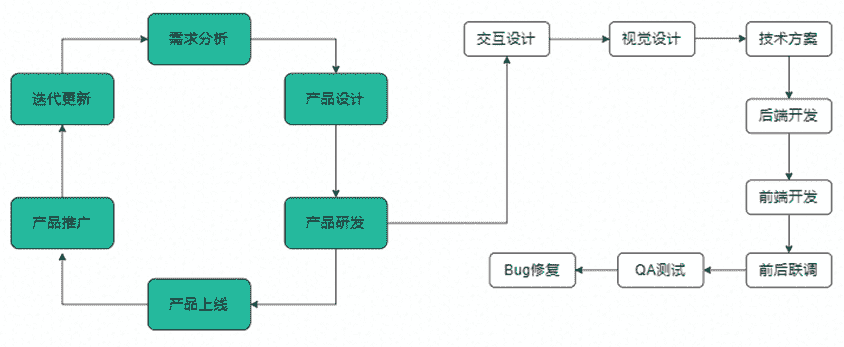 需求分析
产品设计
产品研发
产品上线
产品推广
迭代更新
交互设计
视觉设计
技术方案
后端开发
前端开发
前后联调
QA测试
Bug修复